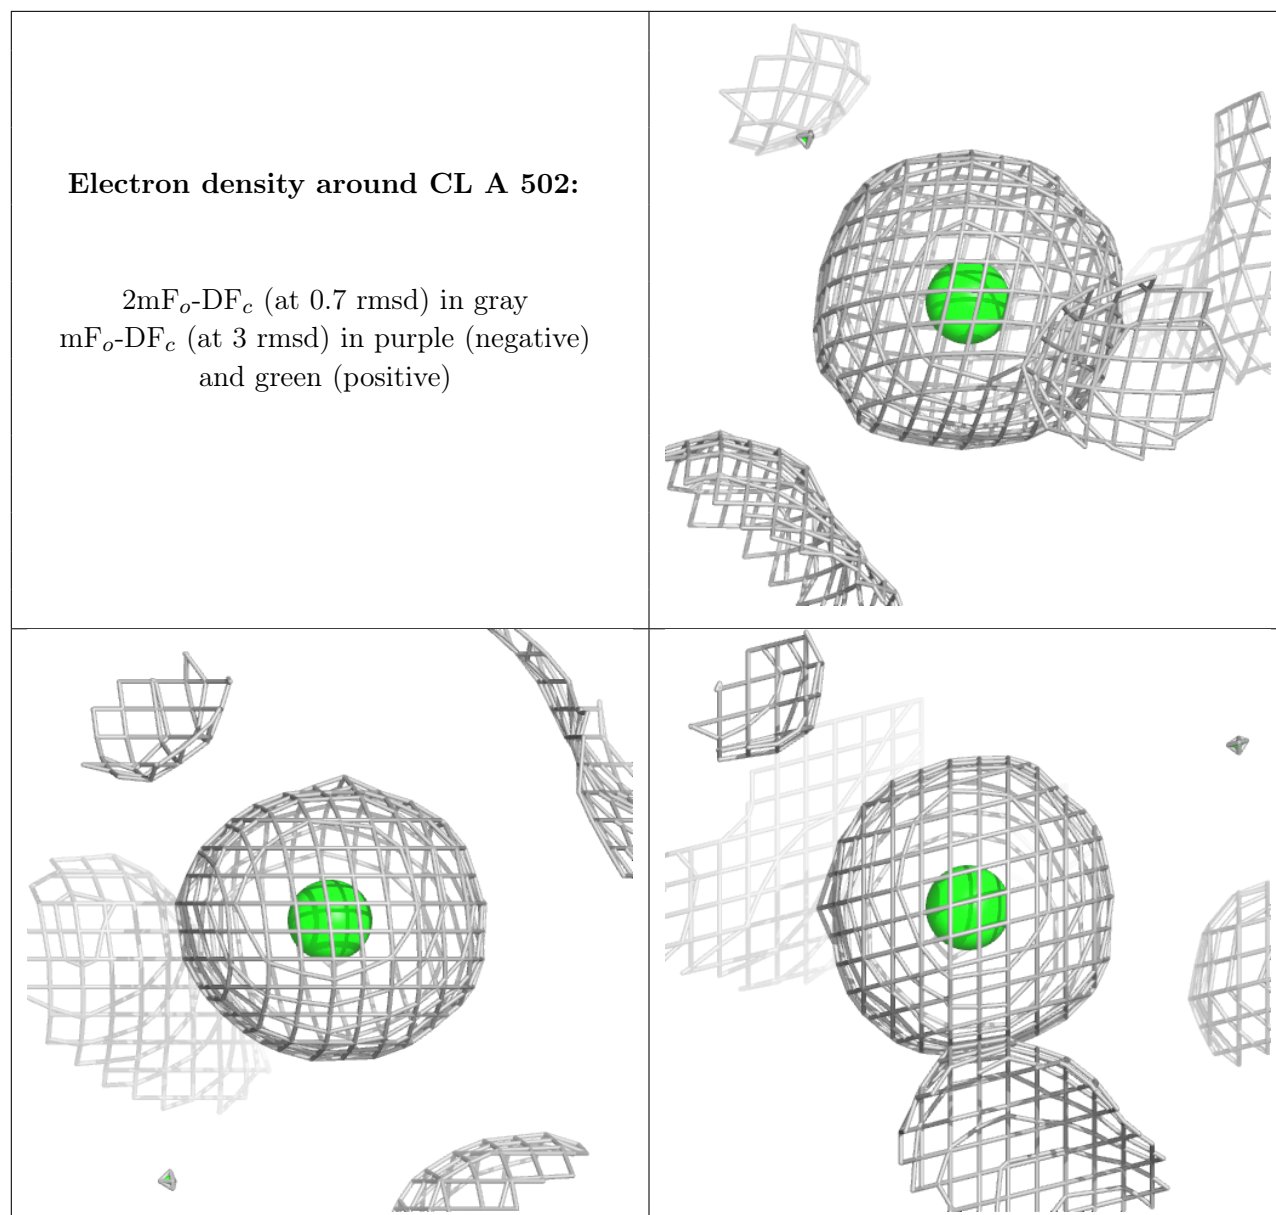 Electron density around CL A 502:
2mFo-DFc (at 0.7 rmsd) in gray
mFo-DFc (at 3 rmsd) in purple (negative)
and green (positive)